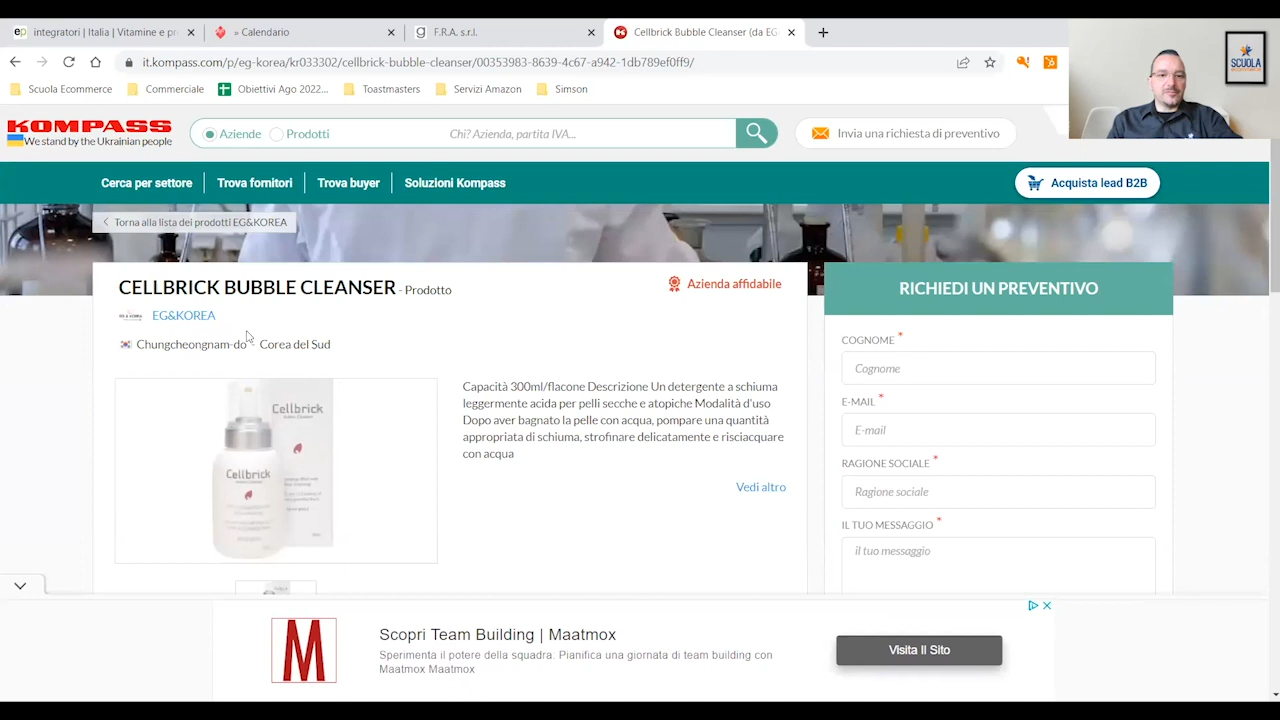 integratori | Italia | Vitamine e pr
» Calendario
F.R.A. s.r.l.
Cellbrick Bubble Cleanser (da EG
it.kompass.com/p/eg-korea/kr033302/cellbrick-bubble-cleanser/00353983-8639-4c67-a942-1db789ef0ff9/
Scuola Ecommerce
Commerciale
Obiettivi Ago 2022...
Toastmasters
Servizi Amazon
Simson
SCUOLA
ecommerce
KOMPASS
We stand by the Ukrainian people
Aziende
Prodotti
Chi? Azienda, partita IVA...
Invia una richiesta di preventivo
Cerca per settore
Trova fornitori
Trova buyer
Soluzioni Kompass
Acquista lead B2B
Torna alla lista dei prodotti EG&KOREA
CELLBRICK BUBBLE CLEANSER - Prodotto
Azienda affidabile
EG&KOREA
Chungcheongnam-do - Corea del Sud
Cellbrick
Cellbrick
Capacità 300ml/flacone Descrizione Un detergente a schiuma
leggermente acida per pelli secche e atopiche Modalità d'uso
Dopo aver bagnato la pelle con acqua, pompare una quantità
appropriata di schiuma, strofinare delicatamente e risciacquare
con acqua
Vedi altro
RICHIEDI UN PREVENTIVO
COGNOME *
Cognome
E-MAIL *
E-mail
RAGIONE SOCIALE *
Ragione sociale
IL TUO MESSAGGIO *
il tuo messaggio
M
Scopri Team Building | Maatmox
Sperimenta il potere della squadra. Pianifica una giornata di team building con
Maatmox Maatmox
Visita Il Sito